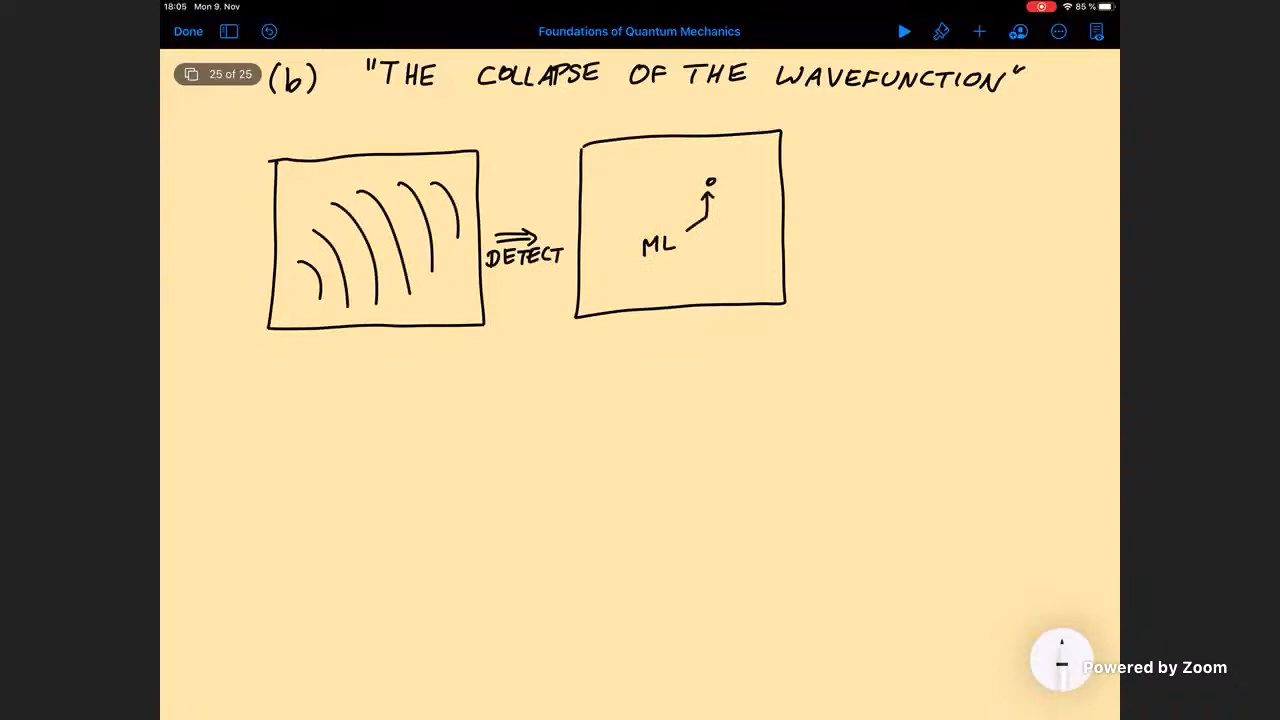 18:05 Mon 9. Nov
85 %
Done
Foundations of Quantum Mechanics
25 of 25
(b) "THE COLLAPSE OF THE WAVEFUNCTION"
DETECT
ML
Powered by Zoom